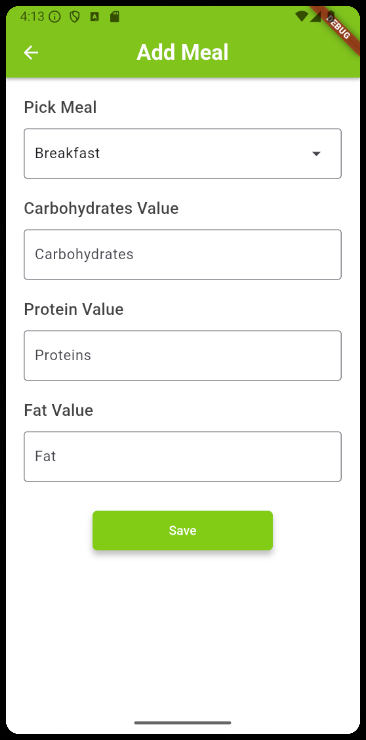 4:13
DEBUG
Add Meal
Pick Meal
Breakfast
Carbohydrates Value
Carbohydrates
Protein Value
Proteins
Fat Value
Fat
Save